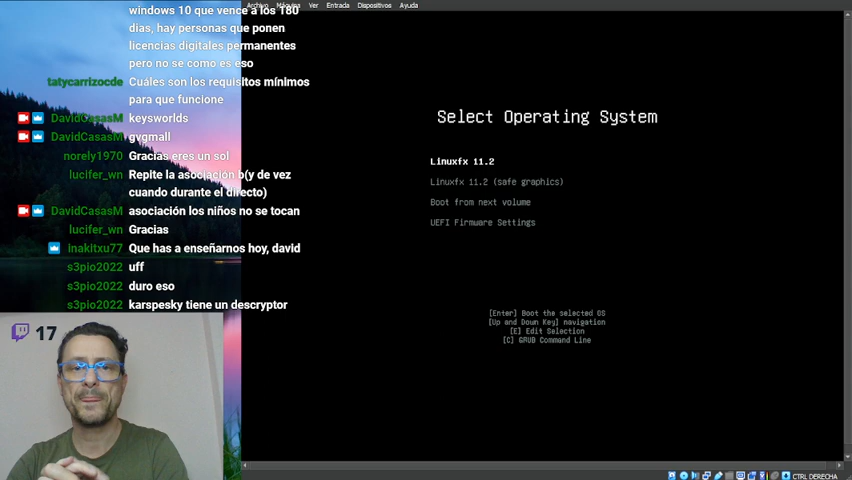 windows 10 que vence a los 180
dias, hay personas que ponen
licencias digitales permanentes
pero no se como es eso
tatycarrizocde Cuáles son los requisitos mínimos
para que funcione
DavidCasasM keysworlds
DavidCasasM gvgmall
norely1970 Gracias eres un sol
lucifer_wn Repite la asociación b(y de vez
cuando durante el directo)
DavidCasasM asociación los niños no se tocan
lucifer_wn Gracias
Inakitxu77 Que has a enseñarnos hoy, david
s3pio2022 uff
s3pio2022 duro eso
s3pio2022 karspesky tiene un descryptor
17
Archivo Máquina Ver Entrada Dispositivos Ayuda
Select Operating System
Linuxfx 11.2
Linuxfx 11.2 (safe graphics)
Boot from next volume
UEFI Firmware Settings
[Enter] Boot the selected OS
[Up and Down Key] navigation
[E] Edit Selection
[C] GRUB Command Line
CTRL DERECHA